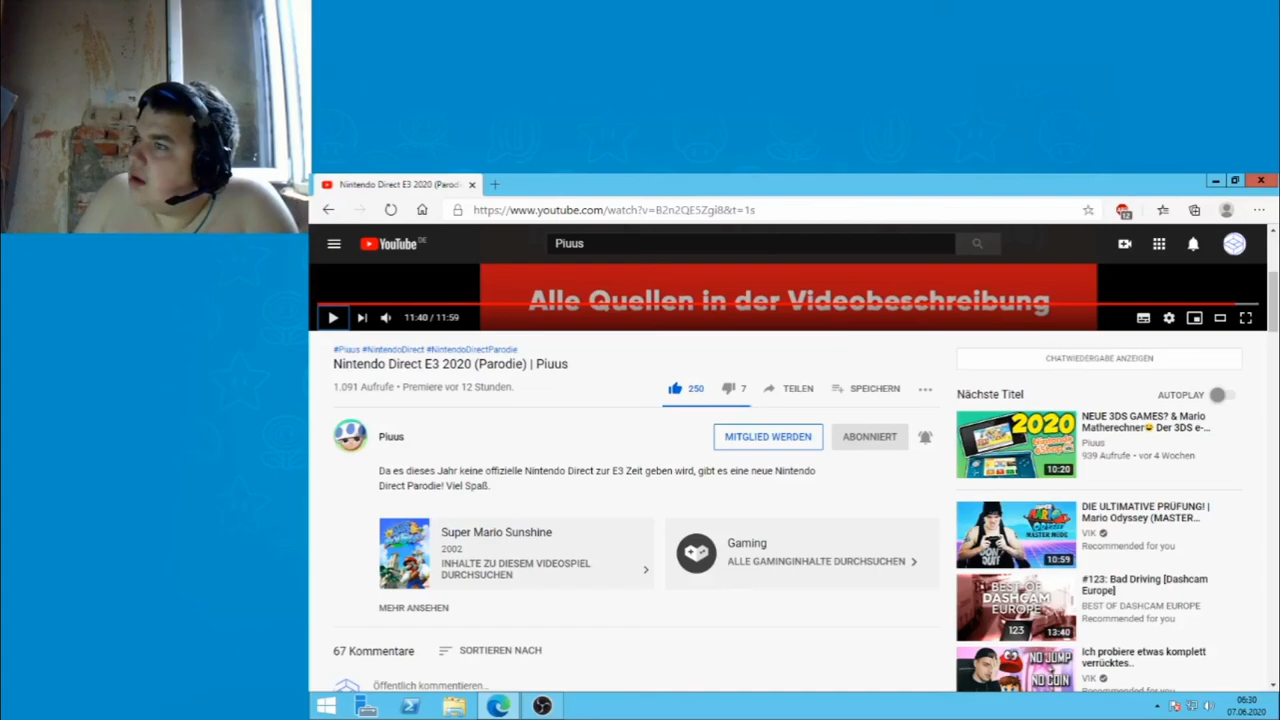 Nintendo Direct E3 2020 (Parod
https://www.youtube.com/watch?v=B2n2QE5Zgi8&t=1s
12
YouTube DE
Piuus
Alle Quellen in der Videobeschreibung
11:40 / 11:59
#Piuus #NintendoDirect #NintendoDirectParodie
Nintendo Direct E3 2020 (Parodie) | Piuus
1.091 Aufrufe • Premiere vor 12 Stunden.
250
7
TEILEN
SPEICHERN
Piuus
MITGLIED WERDEN
ABONNIERT
Da es dieses Jahr keine offizielle Nintendo Direct zur E3 Zeit geben wird, gibt es eine neue Nintendo
Direct Parodie! Viel Spaß.
Super Mario Sunshine
2002
INHALTE ZU DIESEM VIDEOSPIEL
DURCHSUCHEN
Gaming
ALLE GAMINGINHALTE DURCHSUCHEN
MEHR ANSEHEN
67 Kommentare
SORTIEREN NACH
Öffentlich kommentieren...
CHATWIEDERGABE ANZEIGEN
Nächste Titel
AUTOPLAY
2020
10:20
NEUE 3DS GAMES? & Mario
Matherechner😄 Der 3DS e-...
Piuus
939 Aufrufe • vor 4 Wochen
10:59
DIE ULTIMATIVE PRÜFUNG! |
Mario Odyssey (MASTER...
VIK
Recommended for you
BEST OF
DASHCAM
EUROPE
123
13:40
#123: Bad Driving [Dashcam
Europe]
BEST OF DASHCAM EUROPE
Recommended for you
NO JUMP
NO COIN
Ich probiere etwas komplett
verrücktes..
VIK
Recommended for you
06:30
07.06.2020